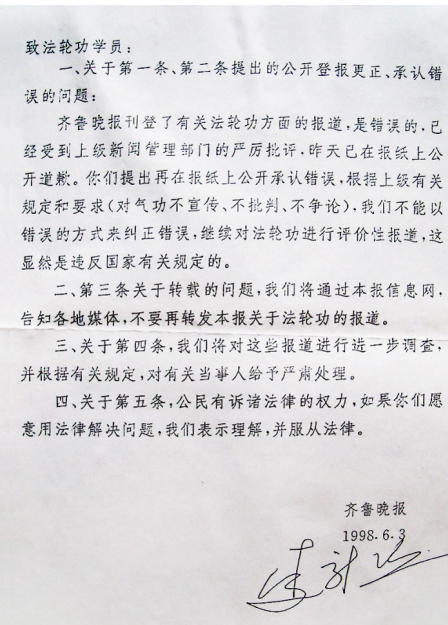 致法轮功学员：
一、关于第一条、第二条提出的公开登报更正、承认错
误的问题：
齐鲁晚报刊登了有关法轮功方面的报道，是错误的，已
经受到上级新闻管理部门的严厉批评，昨天已在报纸上公
开道歉。你们提出再在报纸上公开承认错误，根据上级有关
规定和要求（对气功不宣传、不批判、不争论），我们不能以
错误的方式来纠正错误，继续对法轮功进行评价性报道，这
显然是违反国家有关规定的。
二、第三条关于转载的问题，我们将通过本报信息网，
告知各地媒体，不要再转发本报关于法轮功的报道。
三、关于第四条，我们将对这些报道进行进一步调查，
并根据有关规定，对有关当事人给予严肃处理。
四、关于第五条，公民有诉诸法律的权力，如果你们愿
意用法律解决问题，我们表示理解，并服从法律。
齐鲁晚报
1998.6.3